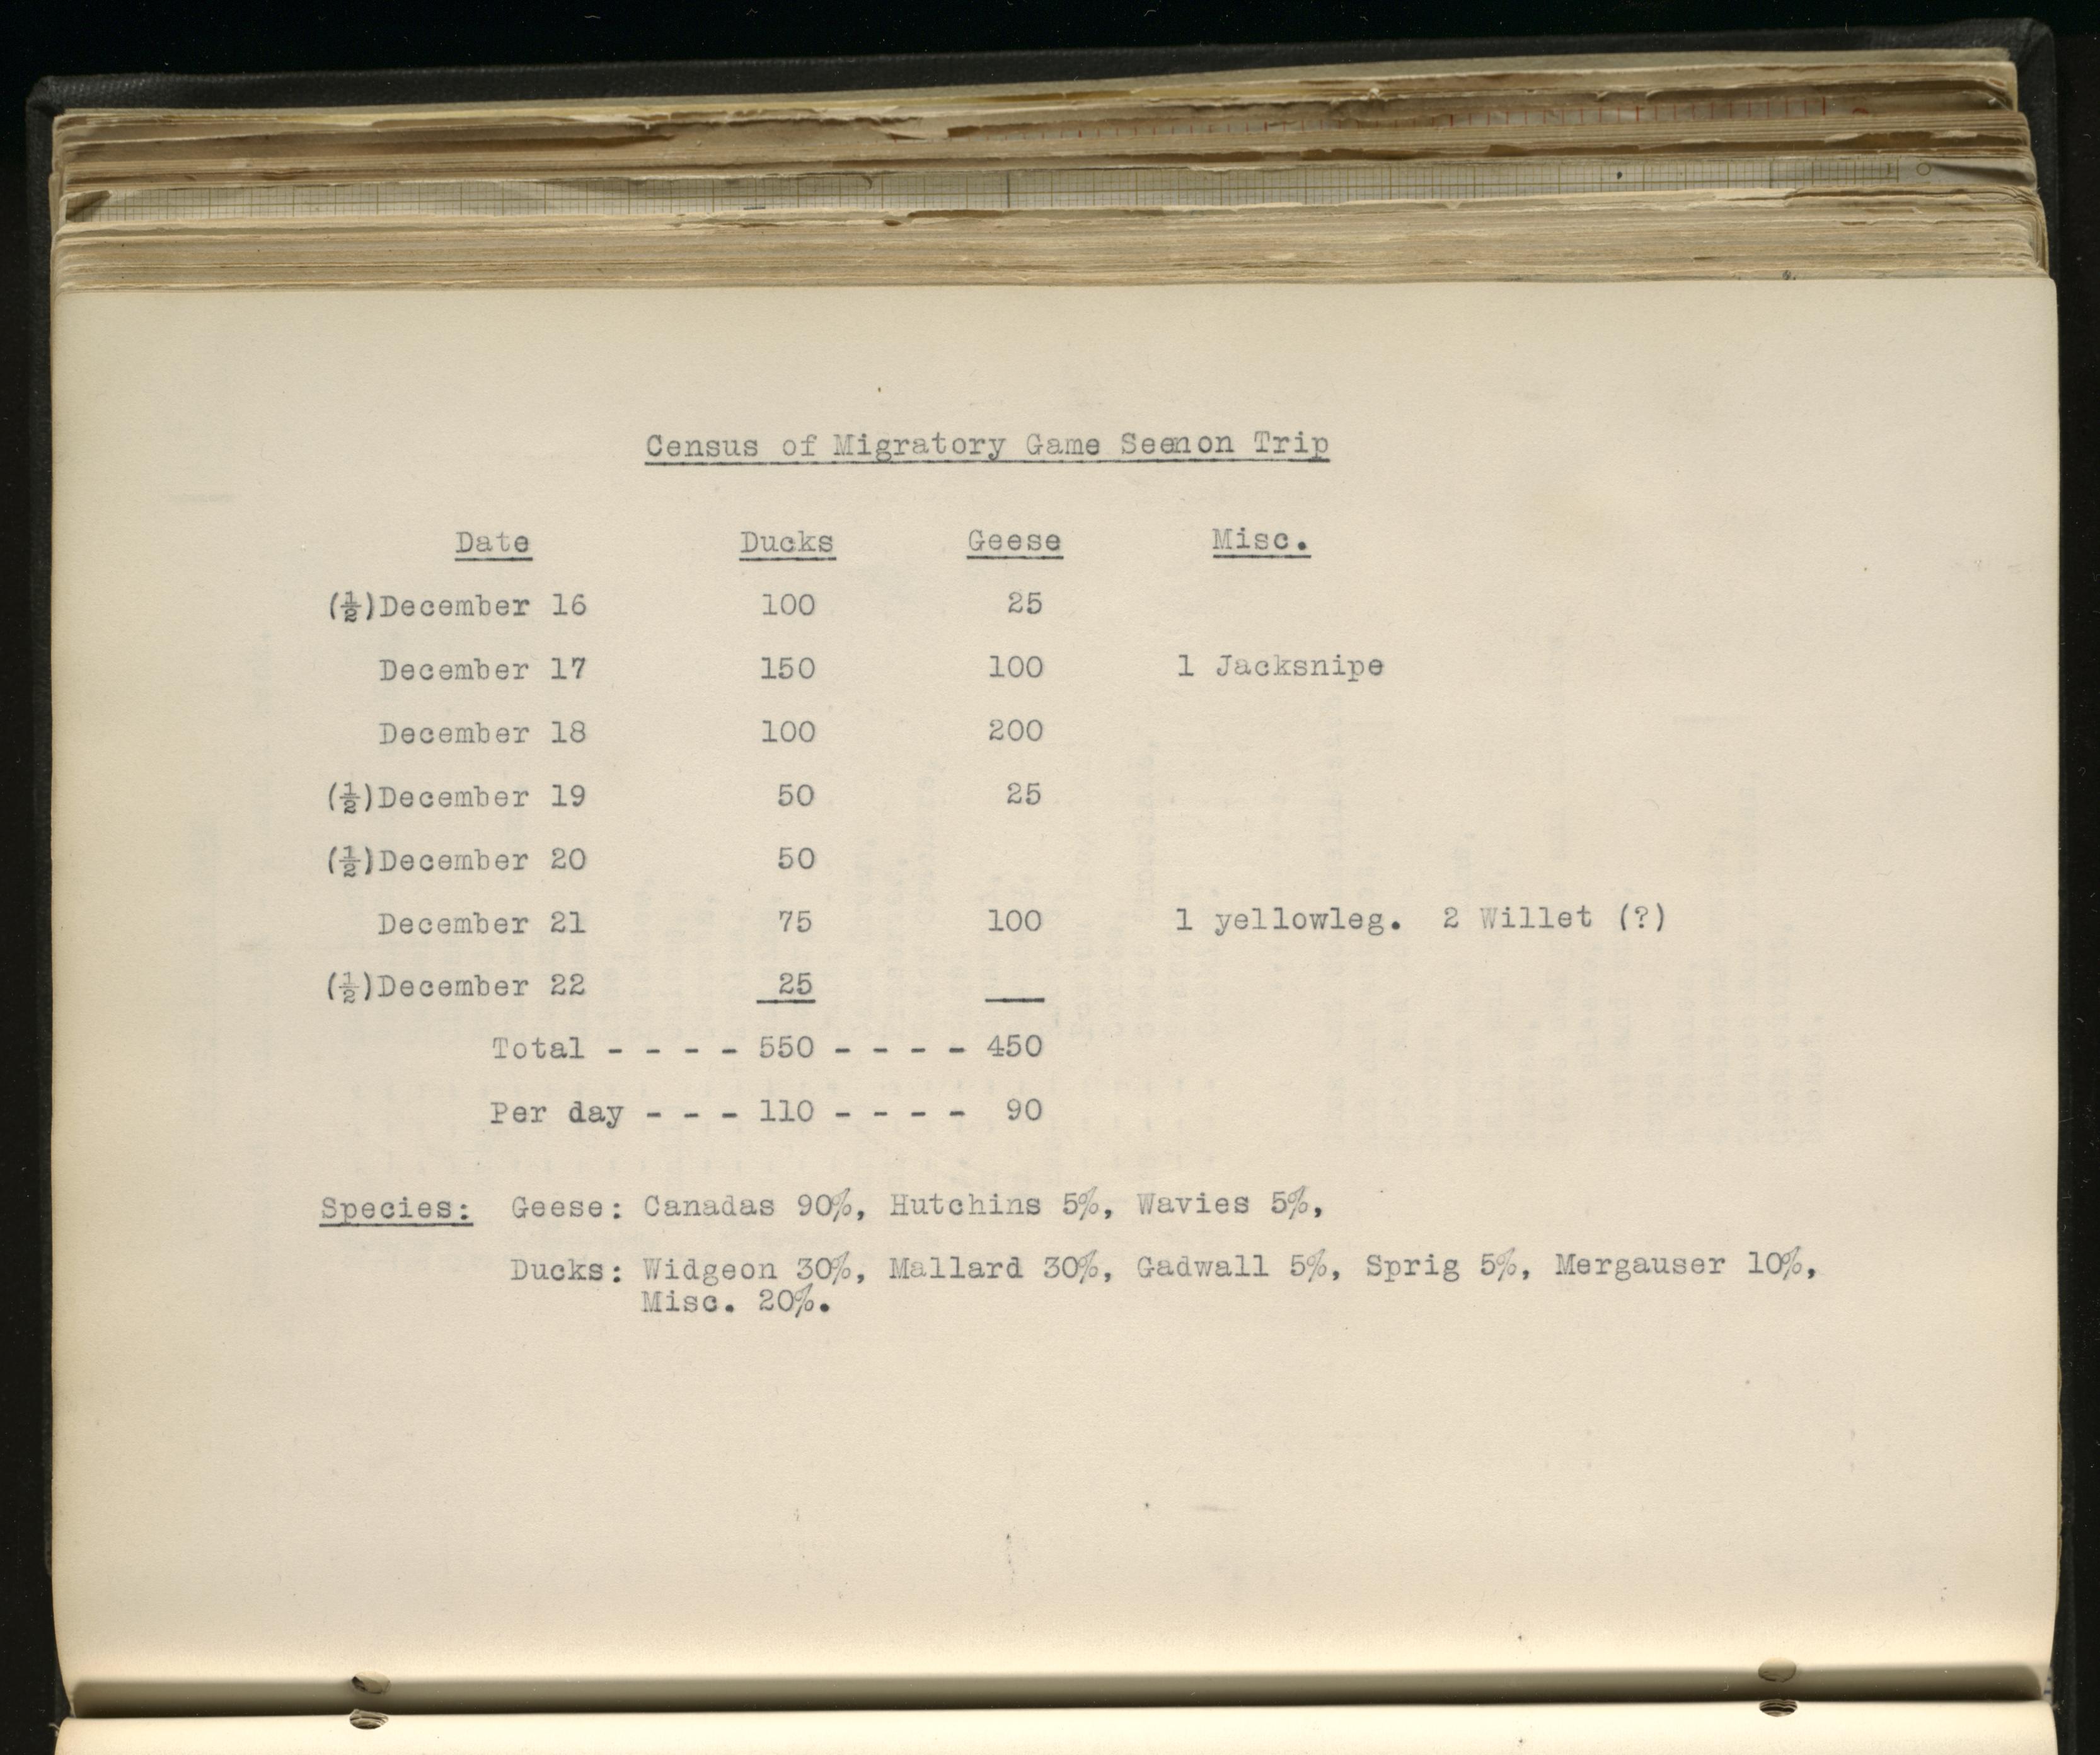 Census of Migratory Game Seenon Trip
Date Ducks Geese Misc.
(½)December 16 100 25
December 17 150 100 1 Jacksnipe
December 18 100 200
(½)December 19 50 25
(½)December 20 50
December 21 75 100 1 yellowleg. 2 Willet (?)
(½)December 22 25
Total - - - - 550 - - - - 450
Per day - - - 110 - - - - 90
Species: Geese: Canadas 90%, Hutchins 5%, Wavies 5%,
Ducks: Widgeon 30%, Mallard 30%, Gadwall 5%, Sprig 5%, Mergauser 10%,
Misc. 20%.